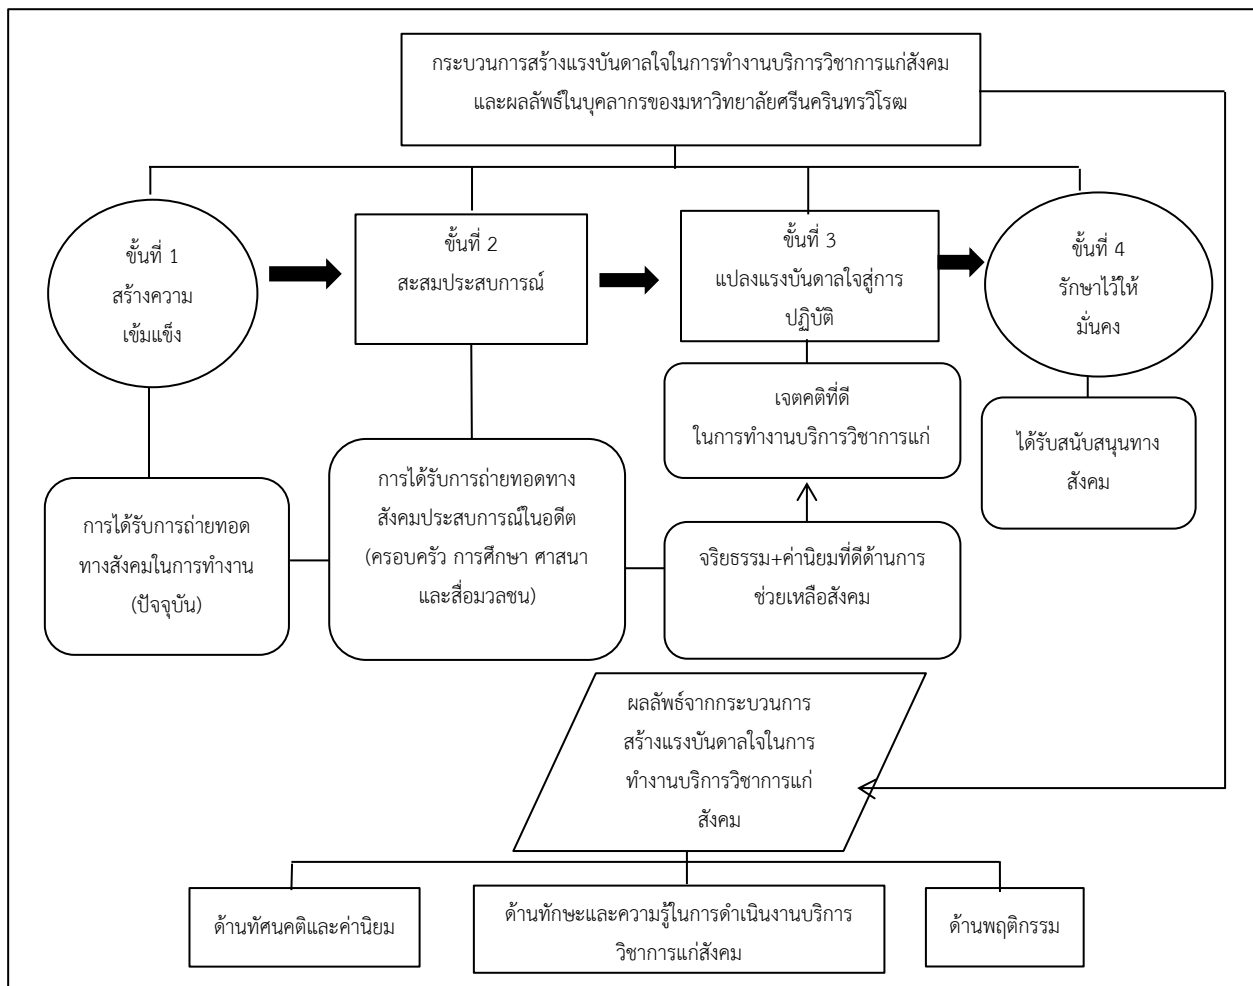 กระบวนการสร้างแรงบันดาลใจในการทำงานบริการวิชาการแก่สังคม
และผลลัพธ์ในบุคลากรของมหาวิทยาลัยศรีนครินทรวิโรฒ
ขั้นที่ 1
สร้างความ
เข้มแข็ง
ขั้นที่ 2
สะสมประสบการณ์
ขั้นที่ 3
แปลงแรงบันดาลใจสู่การ
ปฏิบัติ
ขั้นที่ 4
รักษาไว้ให้
มั่นคง
การได้รับการถ่ายทอด
ทางสังคมในการทำงาน
(ปัจจุบัน)
การได้รับการถ่ายทอดทาง
สังคมประสบการณ์ในอดีต
(ครอบครัว การศึกษา ศาสนา
และสื่อมวลชน)
เจตคติที่ดี
ในการทำงานบริการวิชาการแก่
จริยธรรม+ค่านิยมที่ดีด้านการ
ช่วยเหลือสังคม
ได้รับสนับสนุนทาง
สังคม
ผลลัพธ์จากกระบวนการ
สร้างแรงบันดาลใจในการ
ทำงานบริการวิชาการแก่
สังคม
ด้านทัศนคติและค่านิยม
ด้านทักษะและความรู้ในการดำเนินงานบริการ
วิชาการแก่สังคม
ด้านพฤติกรรม